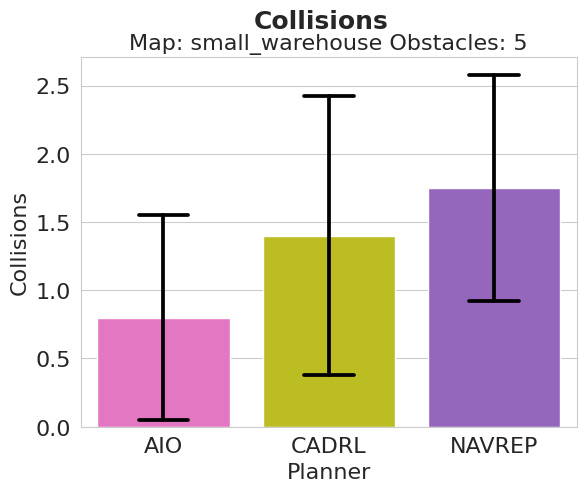 Collisions
Map: small_warehouse Obstacles: 5
Collisions
2.5
2.0
1.5
1.0
0.5
0.0
AIO CADRL NAVREP
Planner